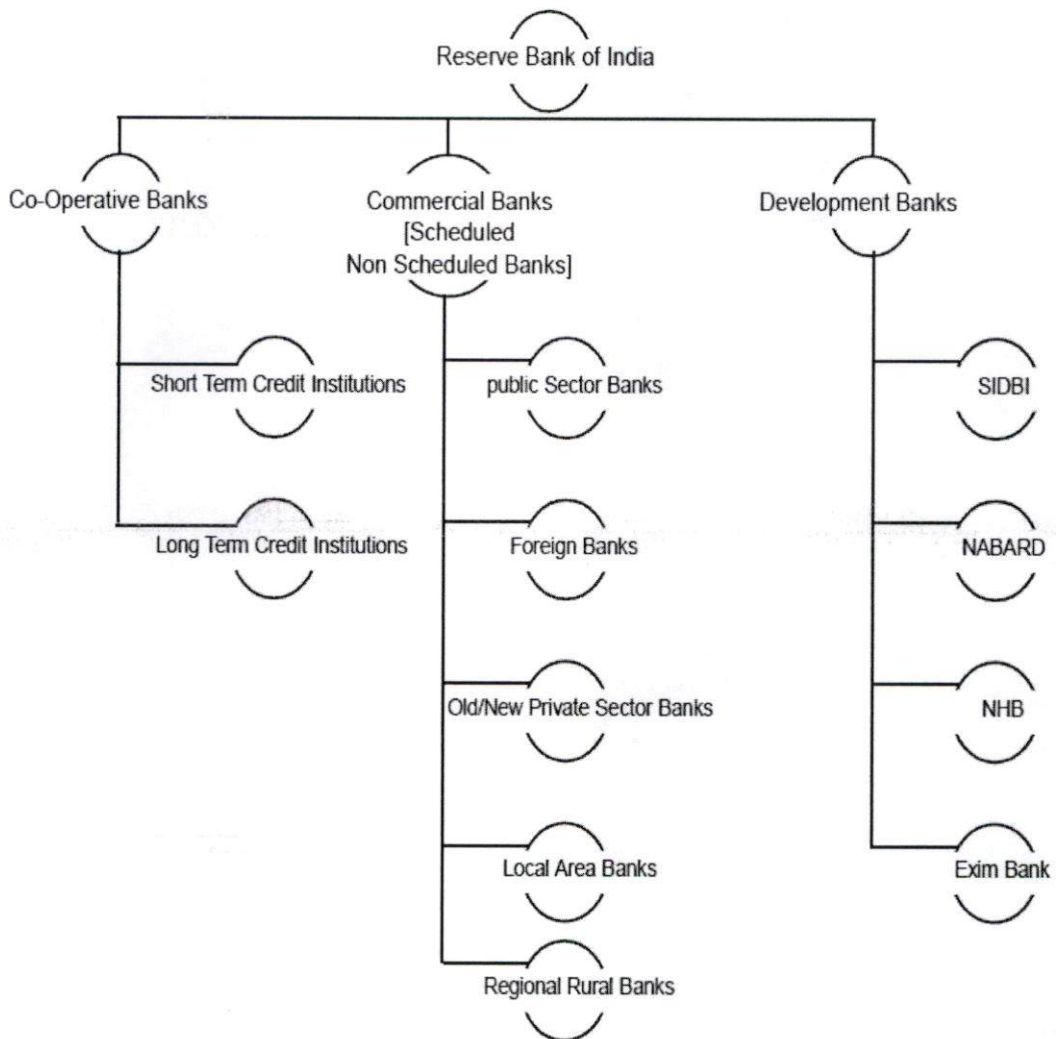 Reserve Bank of India
Co-Operative Banks
Commercial Banks
[Scheduled
Non Scheduled Banks]
Development Banks
Short Term Credit Institutions
Long Term Credit Institutions
public Sector Banks
Foreign Banks
Old/New Private Sector Banks
Local Area Banks
Regional Rural Banks
SIDBI
NABARD
NHB
Exim Bank